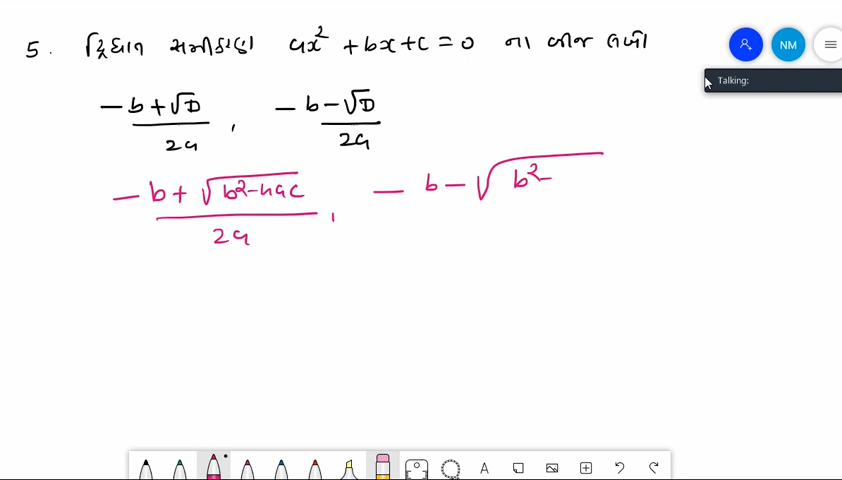 5. દ્વિઘાત સમીકરણ ax² + bx + c = 0 ના બીજ લખો
NM
Talking:
-b + √D / 2a , -b - √D / 2a
-b + √b²-4ac / 2a , - b - √b²-
A